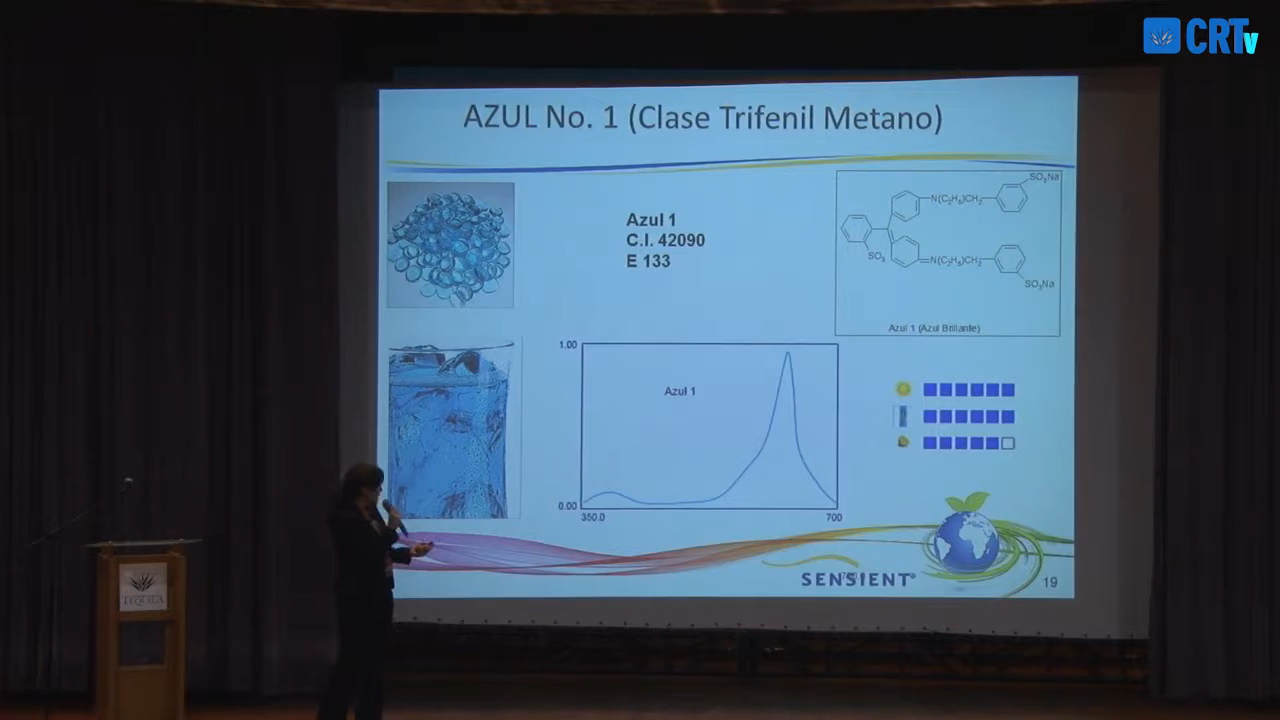 CRTv
AZUL No. 1 (Clase Trifenil Metano)
Azul 1
C.I. 42090
E 133
SO₃Na
N(C₂H₅)CH₂
SO₃
N(C₂H₅)CH₂
SO₃Na
Azul 1 (Azul Brillante)
1.00
Azul 1
0.00
350.0
700
SENSIENT®
19
TEQUILA